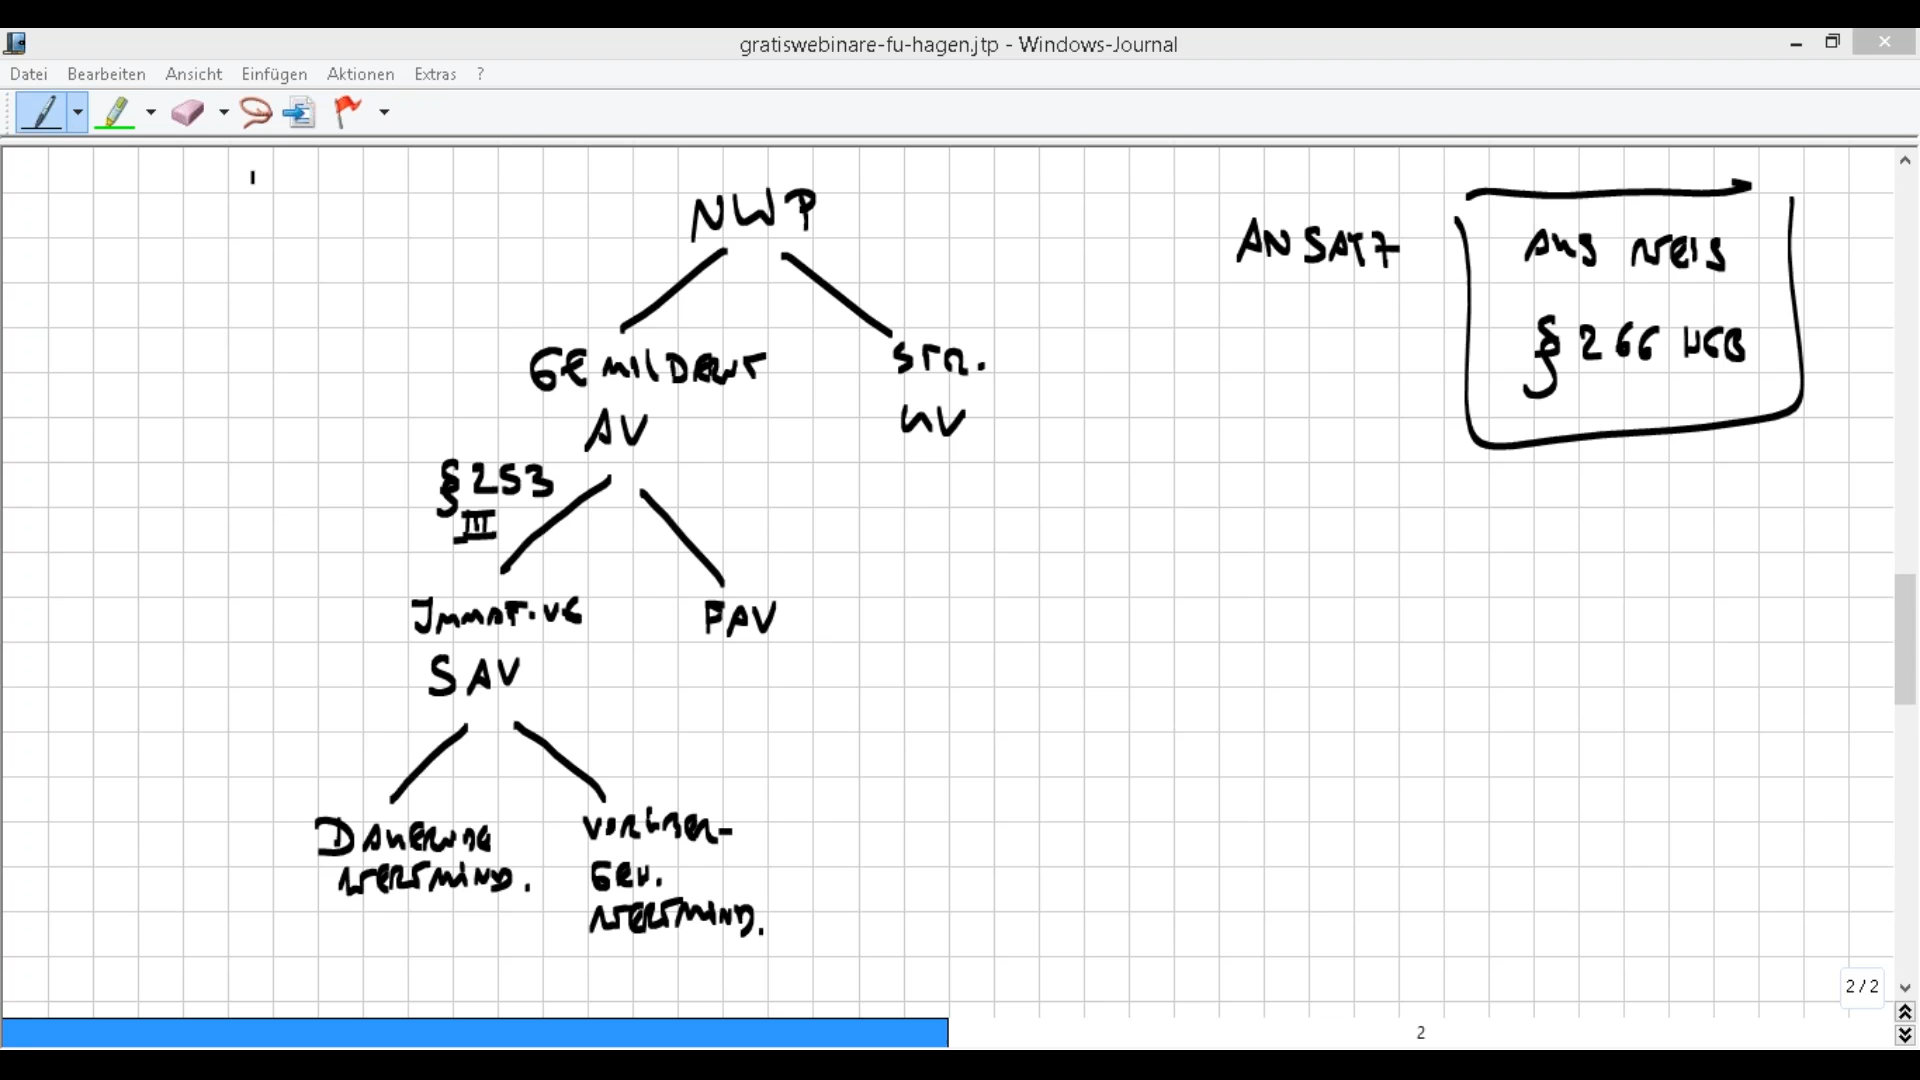 gratiswebinare-fu-hagen.jtp - Windows-Journal
Datei Bearbeiten Ansicht Einfügen Aktionen Extras ?
NWP
GEMILDERT
AV
STR.
UV
§ 253
III
IMMAT. VG
SAV
FAV
DAUERNDE
WERTMIND.
VORÜBER-
GEH.
WERTMIND.
ANSATZ
AUSWEIS
§ 266 HGB
2 / 2
2